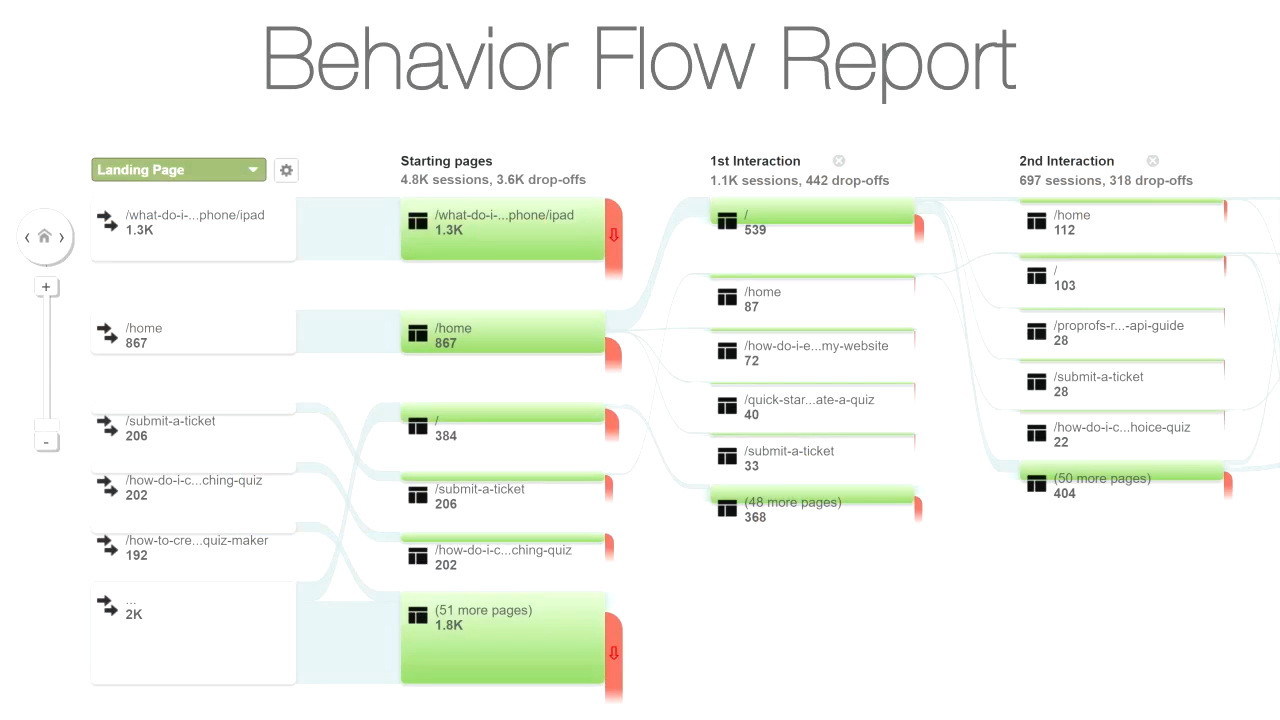 Behavior Flow Report
Landing Page
/what-do-i-...phone/ipad
1.3K
/home
867
/submit-a-ticket
206
/how-do-i-c...ching-quiz
202
/how-to-cre...quiz-maker
192
...
2K
+
-
Starting pages
4.8K sessions, 3.6K drop-offs
/what-do-i-...phone/ipad
1.3K
/home
867
/
384
/submit-a-ticket
206
/how-do-i-c...ching-quiz
202
(51 more pages)
1.8K
1st Interaction
1.1K sessions, 442 drop-offs
/
539
/home
87
/how-do-i-e...my-website
72
/quick-star...ate-a-quiz
40
/submit-a-ticket
33
(48 more pages)
368
2nd Interaction
697 sessions, 318 drop-offs
/home
112
/
103
/proprofs-r...-api-guide
28
/submit-a-ticket
28
/how-do-i-c...hoice-quiz
22
(50 more pages)
404